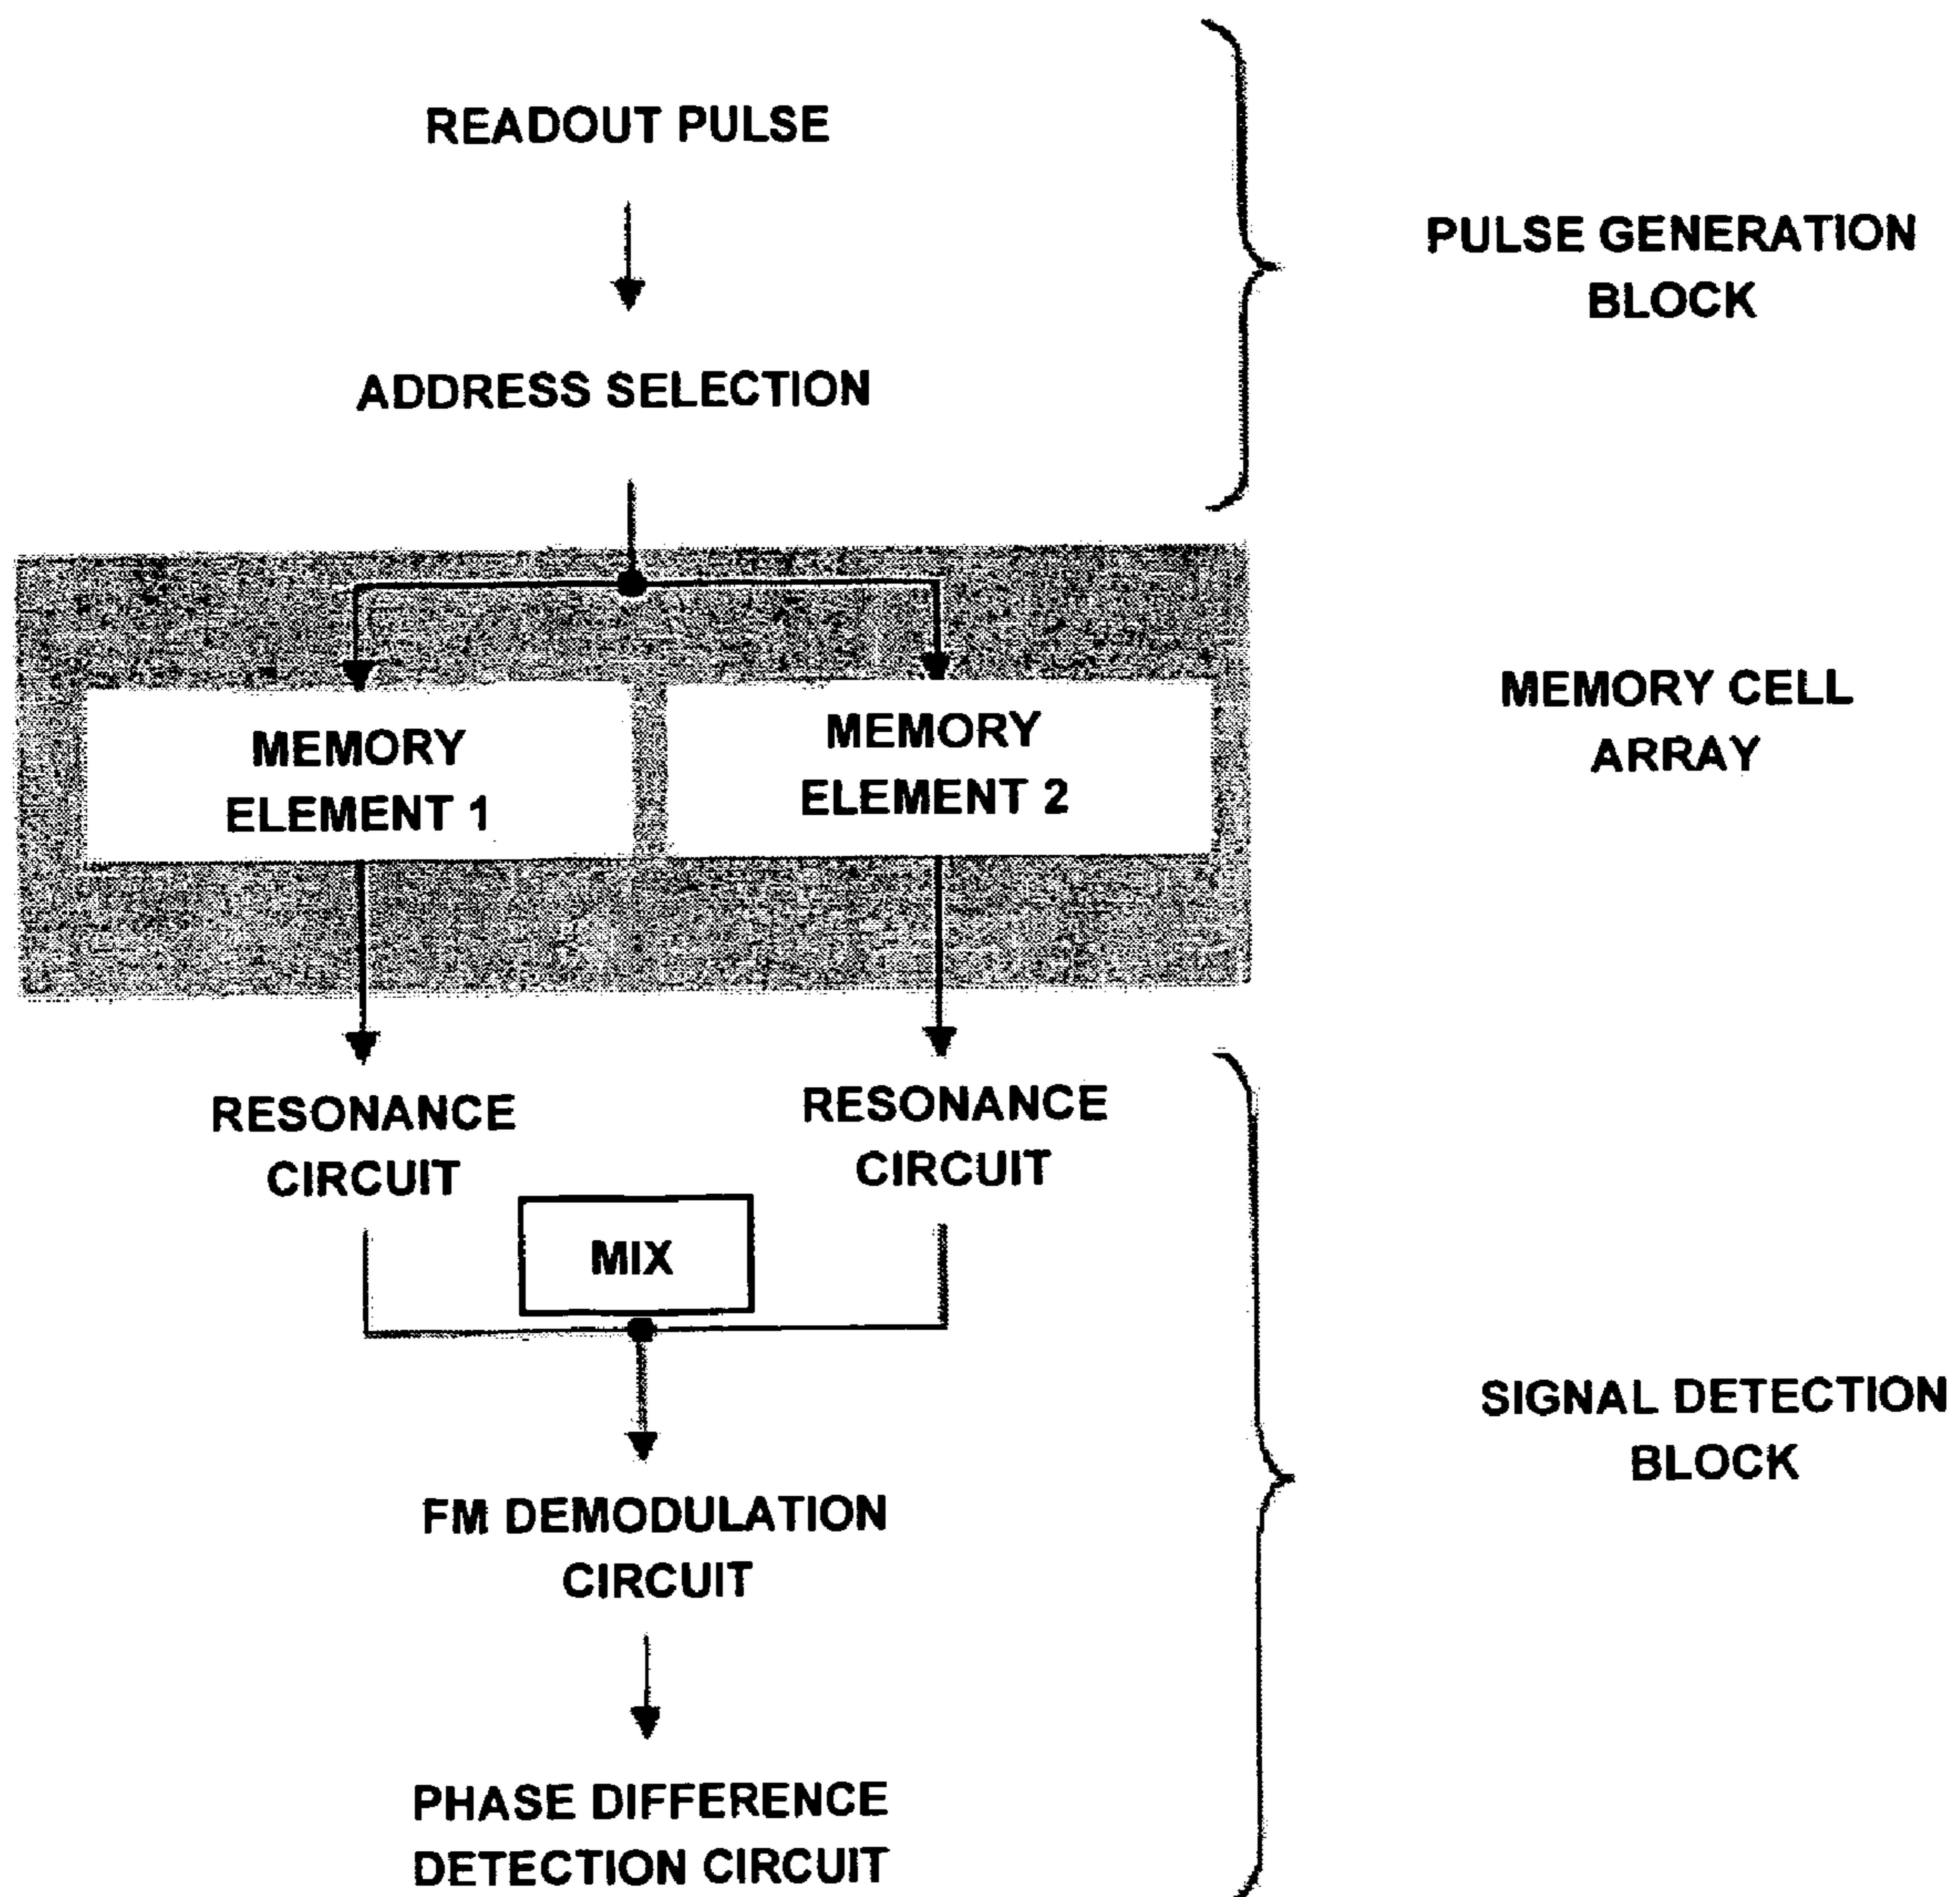 READOUT PULSE
PULSE GENERATION
BLOCK
ADDRESS SELECTION
MEMORY
ELEMENT 1
MEMORY
ELEMENT 2
MEMORY CELL
ARRAY
RESONANCE
CIRCUIT
RESONANCE
CIRCUIT
MIX
SIGNAL DETECTION
BLOCK
FM DEMODULATION
CIRCUIT
PHASE DIFFERENCE
DETECTION CIRCUIT